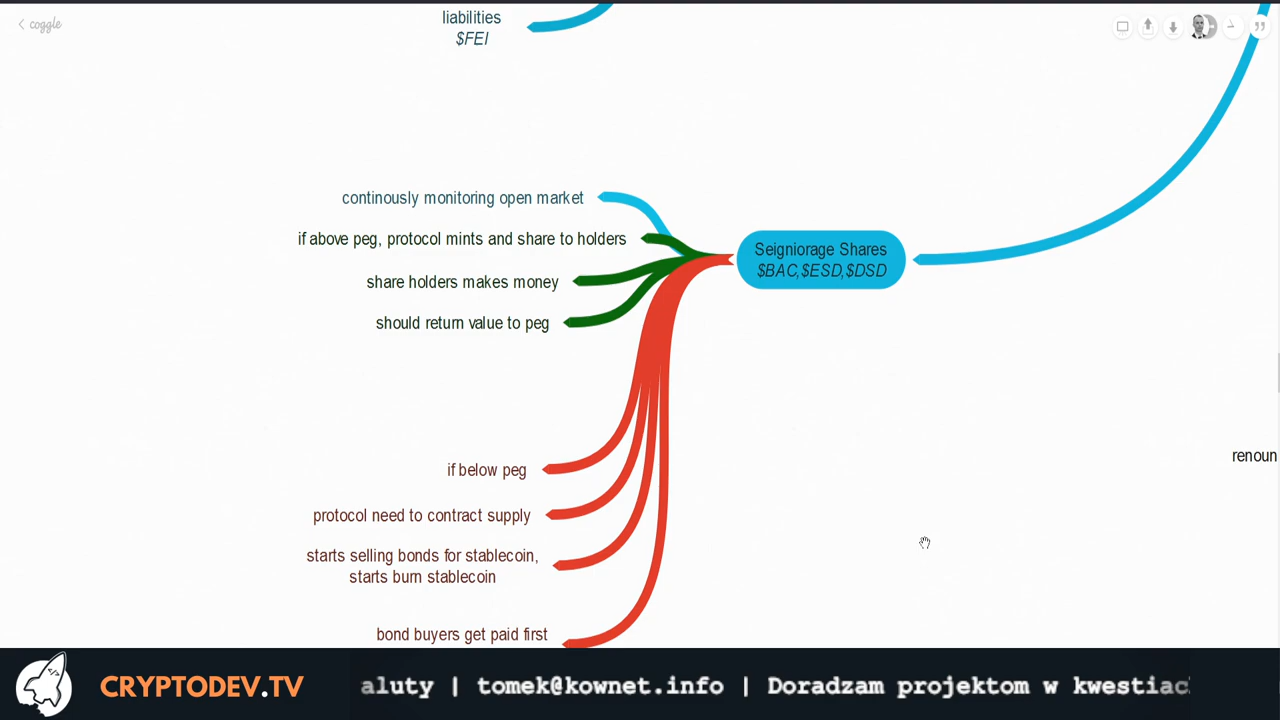 coggle
liabilities
$FEI
continously monitoring open market
if above peg, protocol mints and share to holders
share holders makes money
should return value to peg
Seigniorage Shares
$BAC,$ESD,$DSD
renoun
if below peg
protocol need to contract supply
starts selling bonds for stablecoin,
starts burn stablecoin
bond buyers get paid first
CRYPTODEV.TV
aluty | tomek@kownet.info | Doradzam projektom w kwestiac